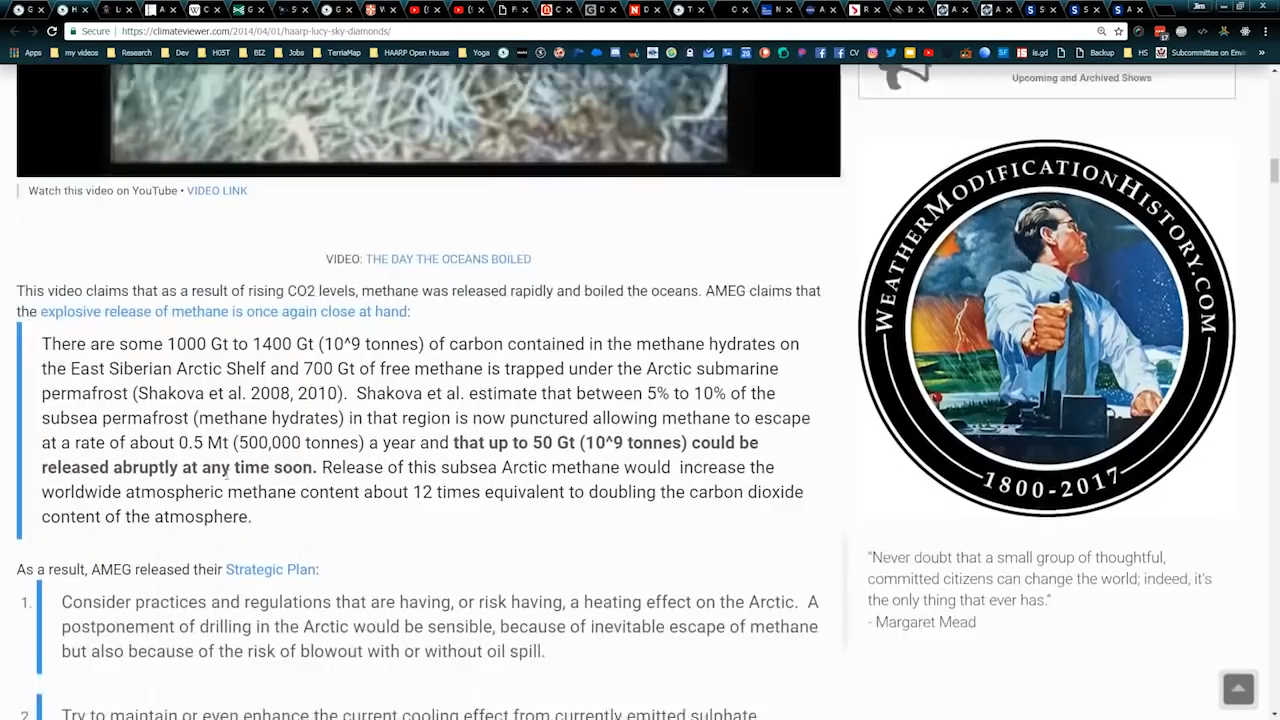 Jim
Secure
https://climateviewer.com/2014/04/01/haarp-lucy-sky-diamonds/
Apps
my videos
Research
Dev
HOST
BIZ
Jobs
TerriaMap
HAARP Open House
Yoga
CV
is.gd
Backup
HS
Subcommittee on Env
Upcoming and Archived Shows
Watch this video on YouTube • VIDEO LINK
VIDEO: THE DAY THE OCEANS BOILED
This video claims that as a result of rising CO2 levels, methane was released rapidly and boiled the oceans. AMEG claims that
the explosive release of methane is once again close at hand:
There are some 1000 Gt to 1400 Gt (10^9 tonnes) of carbon contained in the methane hydrates on
the East Siberian Arctic Shelf and 700 Gt of free methane is trapped under the Arctic submarine
permafrost (Shakova et al. 2008, 2010). Shakova et al. estimate that between 5% to 10% of the
subsea permafrost (methane hydrates) in that region is now punctured allowing methane to escape
at a rate of about 0.5 Mt (500,000 tonnes) a year and that up to 50 Gt (10^9 tonnes) could be
released abruptly at any time soon. Release of this subsea Arctic methane would increase the
worldwide atmospheric methane content about 12 times equivalent to doubling the carbon dioxide
content of the atmosphere.
As a result, AMEG released their Strategic Plan:
1. Consider practices and regulations that are having, or risk having, a heating effect on the Arctic. A
postponement of drilling in the Arctic would be sensible, because of inevitable escape of methane
but also because of the risk of blowout with or without oil spill.
2. Try to maintain or even enhance the current cooling effect from currently emitted sulphate
WEATHERMODIFICATIONHISTORY.COM
1800-2017
"Never doubt that a small group of thoughtful,
committed citizens can change the world; indeed, it's
the only thing that ever has."
- Margaret Mead